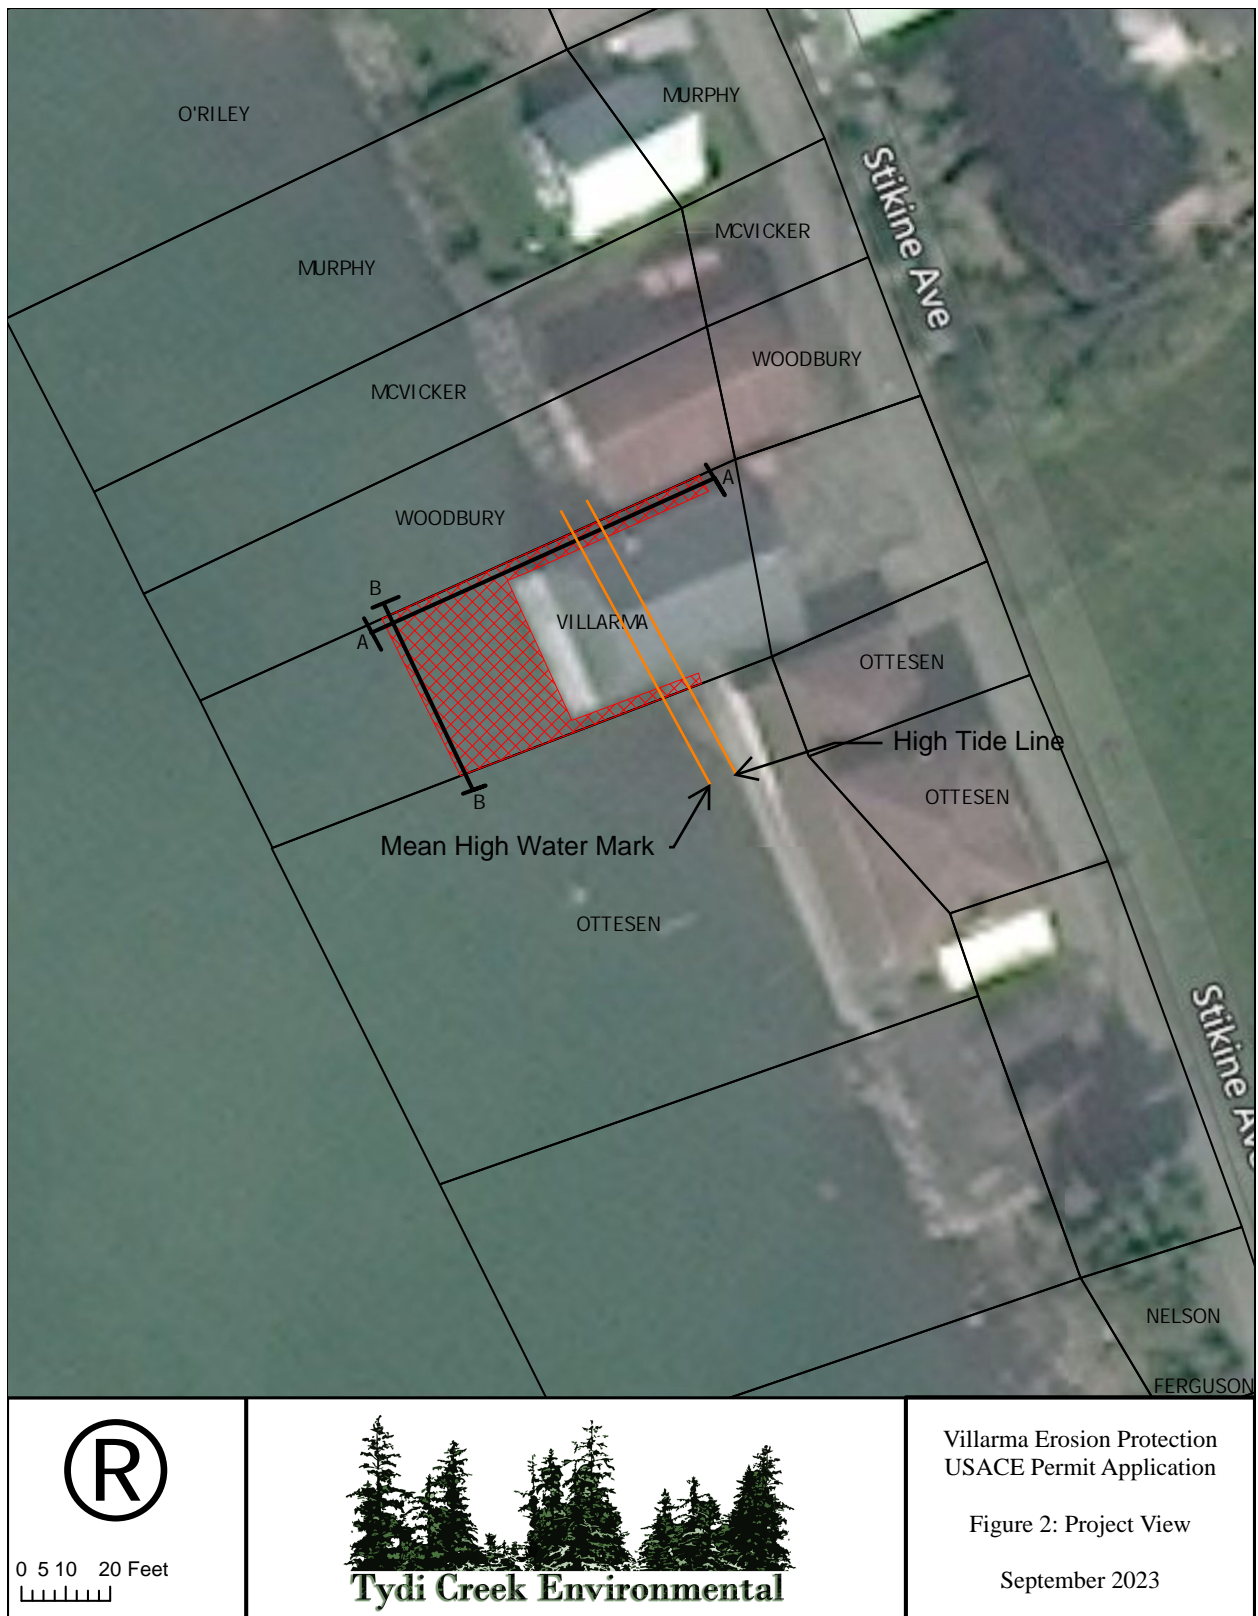 O'RILEY
MURPHY
Stikine Ave
MCVICKER
MURPHY
WOODBURY
MCVICKER
A
WOODBURY
B
A
VILLARMA
OTTESEN
High Tide Line
OTTESEN
B
Mean High Water Mark
OTTESEN
Stikine Ave
NELSON
FERGUSON
®
0 5 10 20 Feet
Tydi Creek Environmental
Villarma Erosion Protection
USACE Permit Application
Figure 2: Project View
September 2023